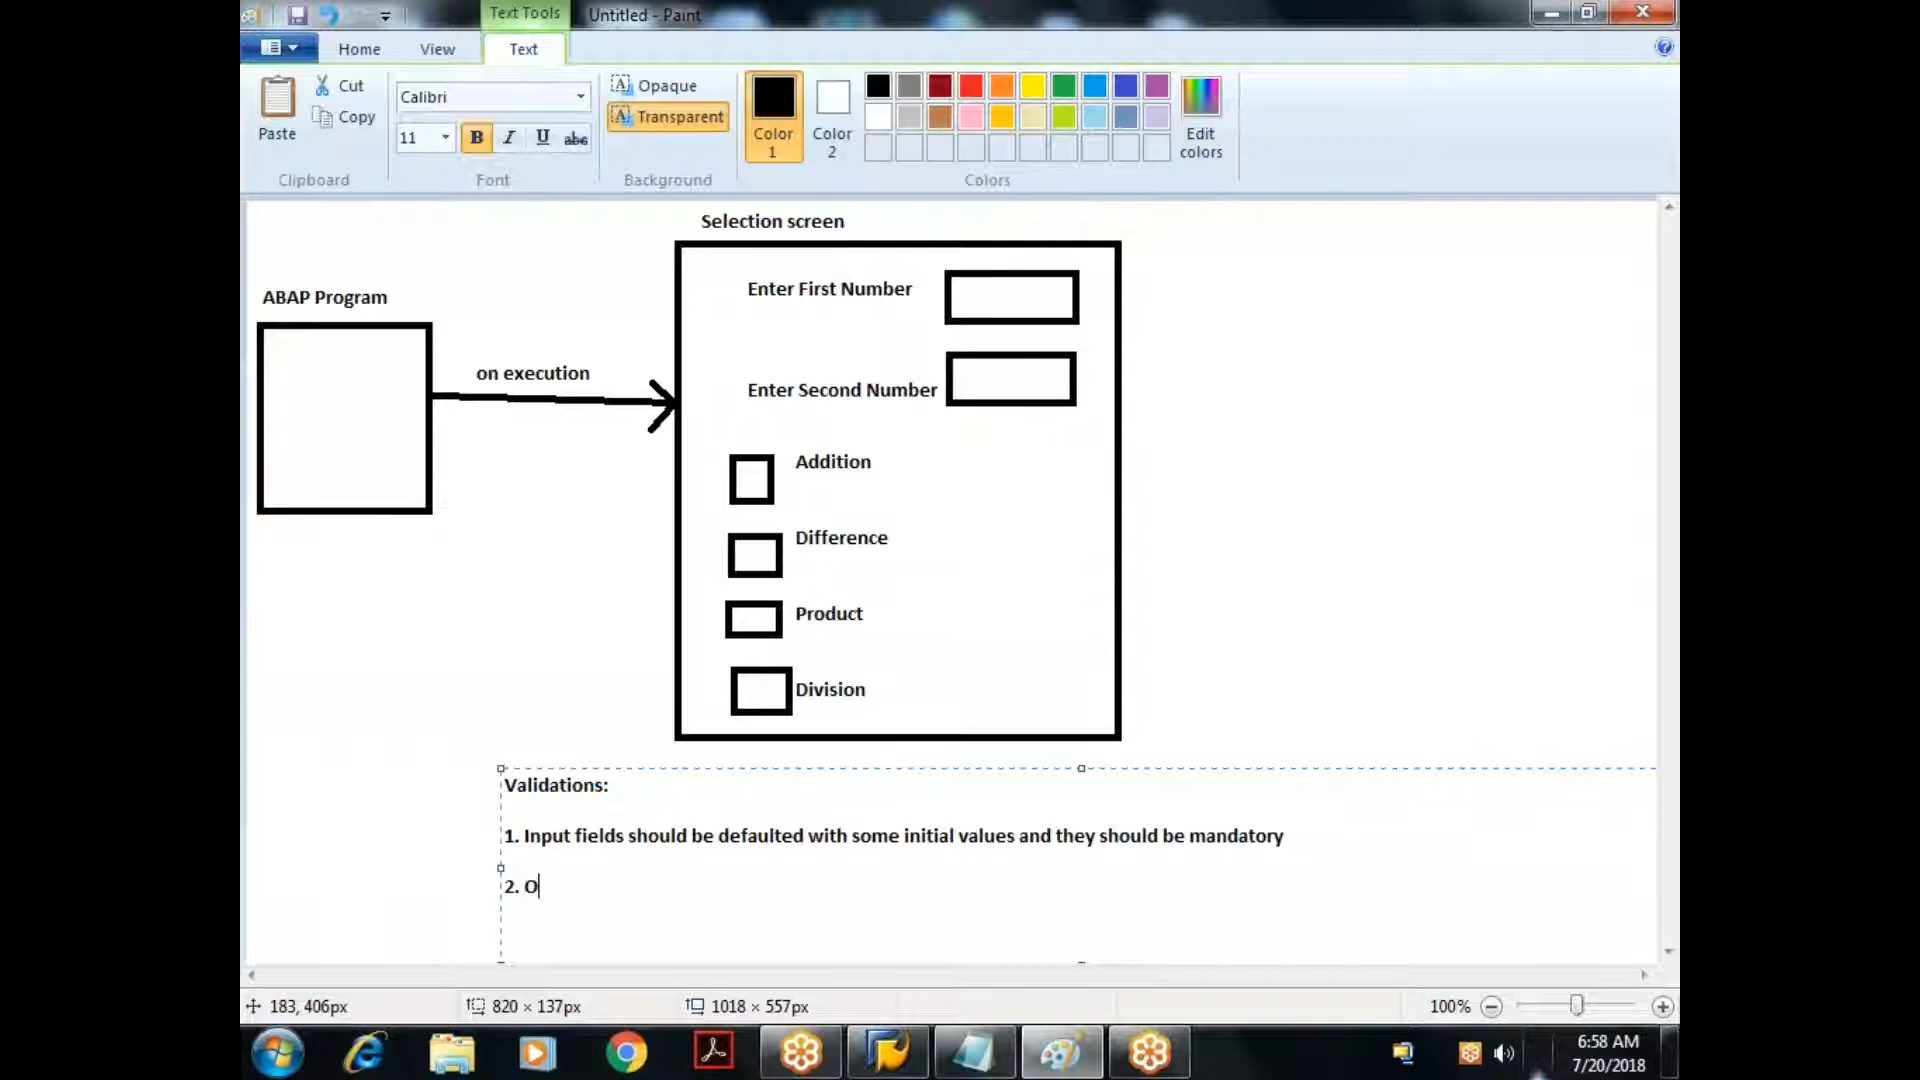 Text Tools
Untitled - Paint
Home
View
Text
Paste
Cut
Copy
Clipboard
Calibri
11
B
I
U
abc
Font
A Opaque
A Transparent
Background
Color
1
Color
2
Edit
colors
Colors
Selection screen
ABAP Program
on execution
Enter First Number
Enter Second Number
Addition
Difference
Product
Division
Validations:
1. Input fields should be defaulted with some initial values and they should be mandatory
2. O
183, 406px
820 × 137px
1018 × 557px
100%
6:58 AM
7/20/2018